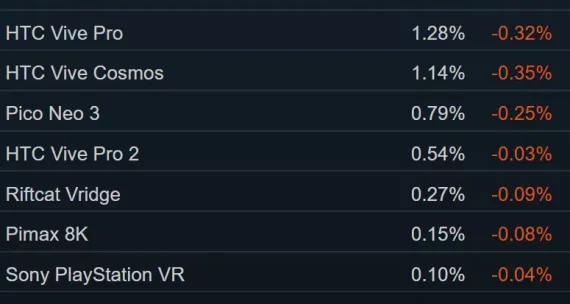 HTC Vive Pro 1.28% -0.32%
HTC Vive Cosmos 1.14% -0.35%
Pico Neo 3 0.79% -0.25%
HTC Vive Pro 2 0.54% -0.03%
Riftcat Vridge 0.27% -0.09%
Pimax 8K 0.15% -0.08%
Sony PlayStation VR 0.10% -0.04%